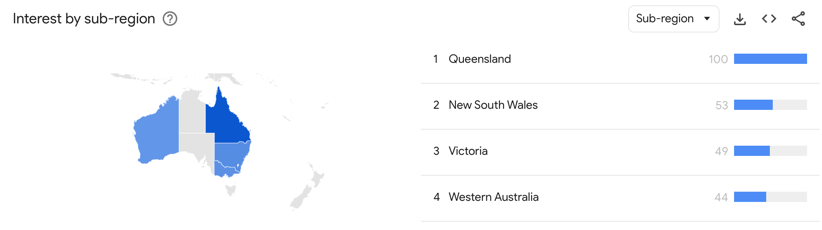 Interest by sub-region
Sub-region
1 Queensland 100
2 New South Wales 53
3 Victoria 49
4 Western Australia 44